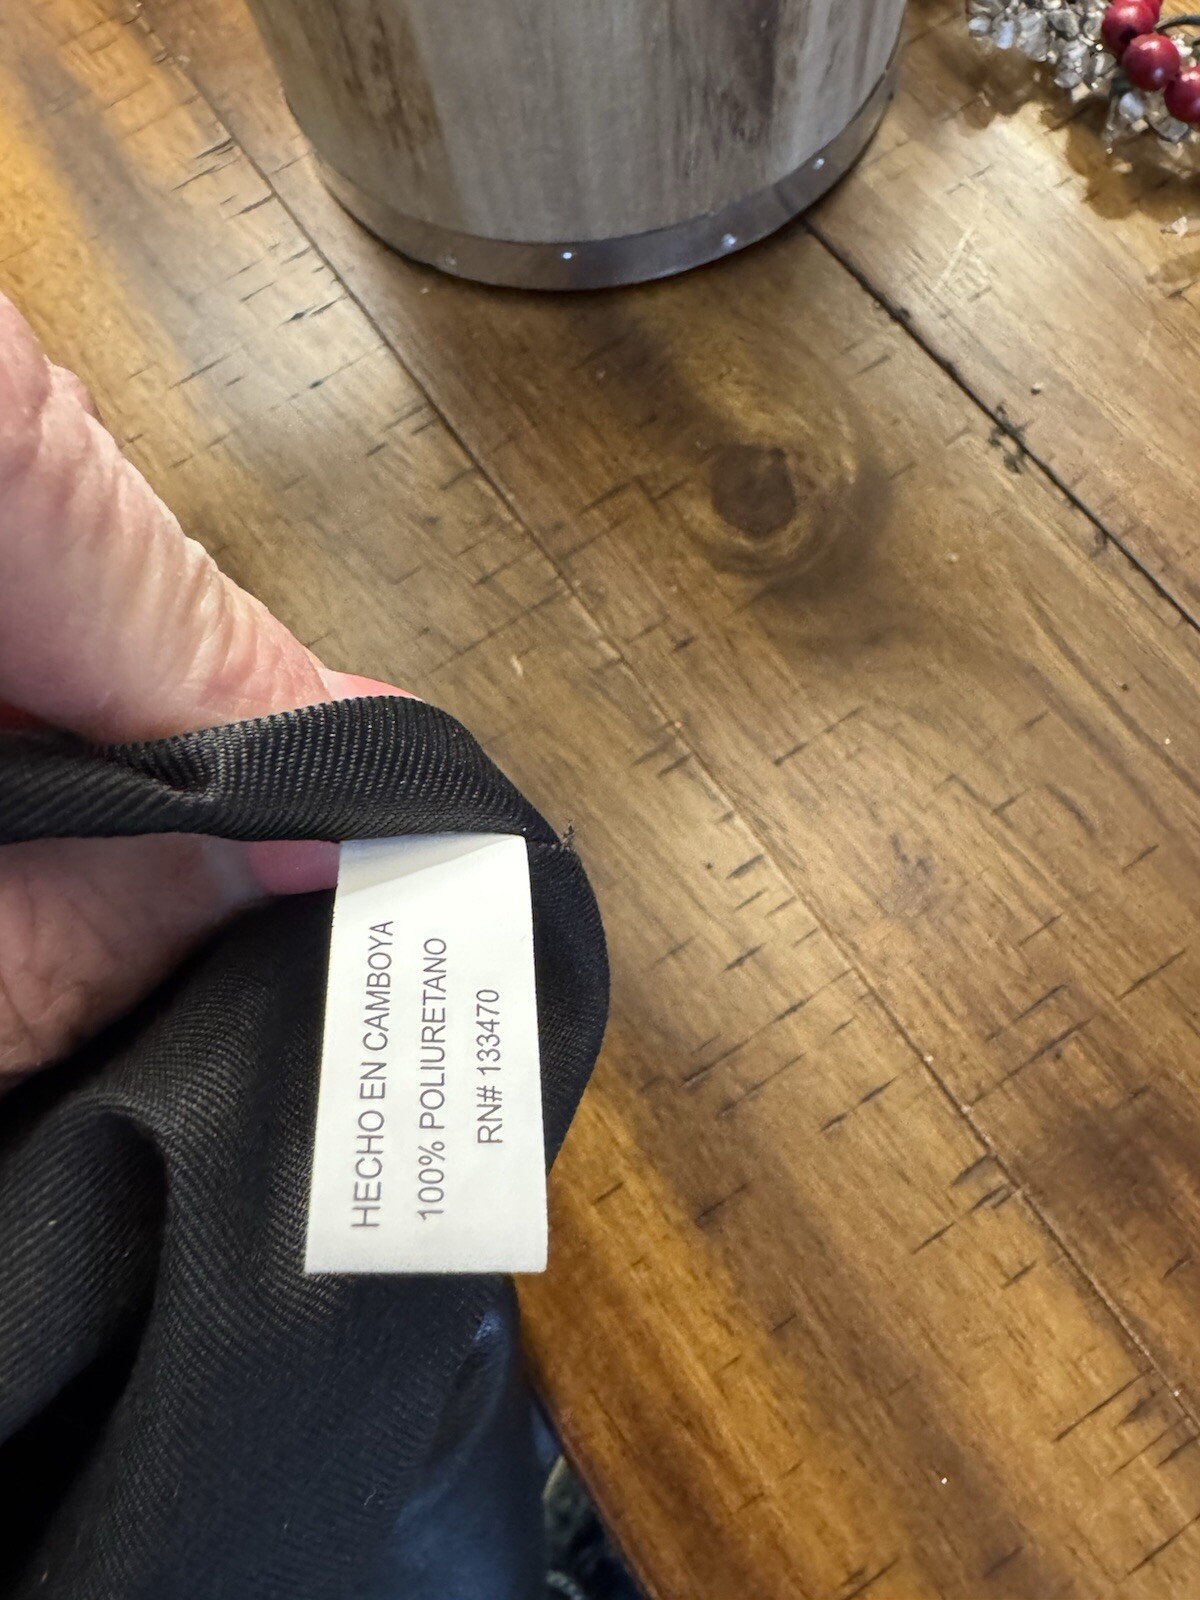 HECHO EN CAMBOYA
100% POLIURETANO
RN# 133470